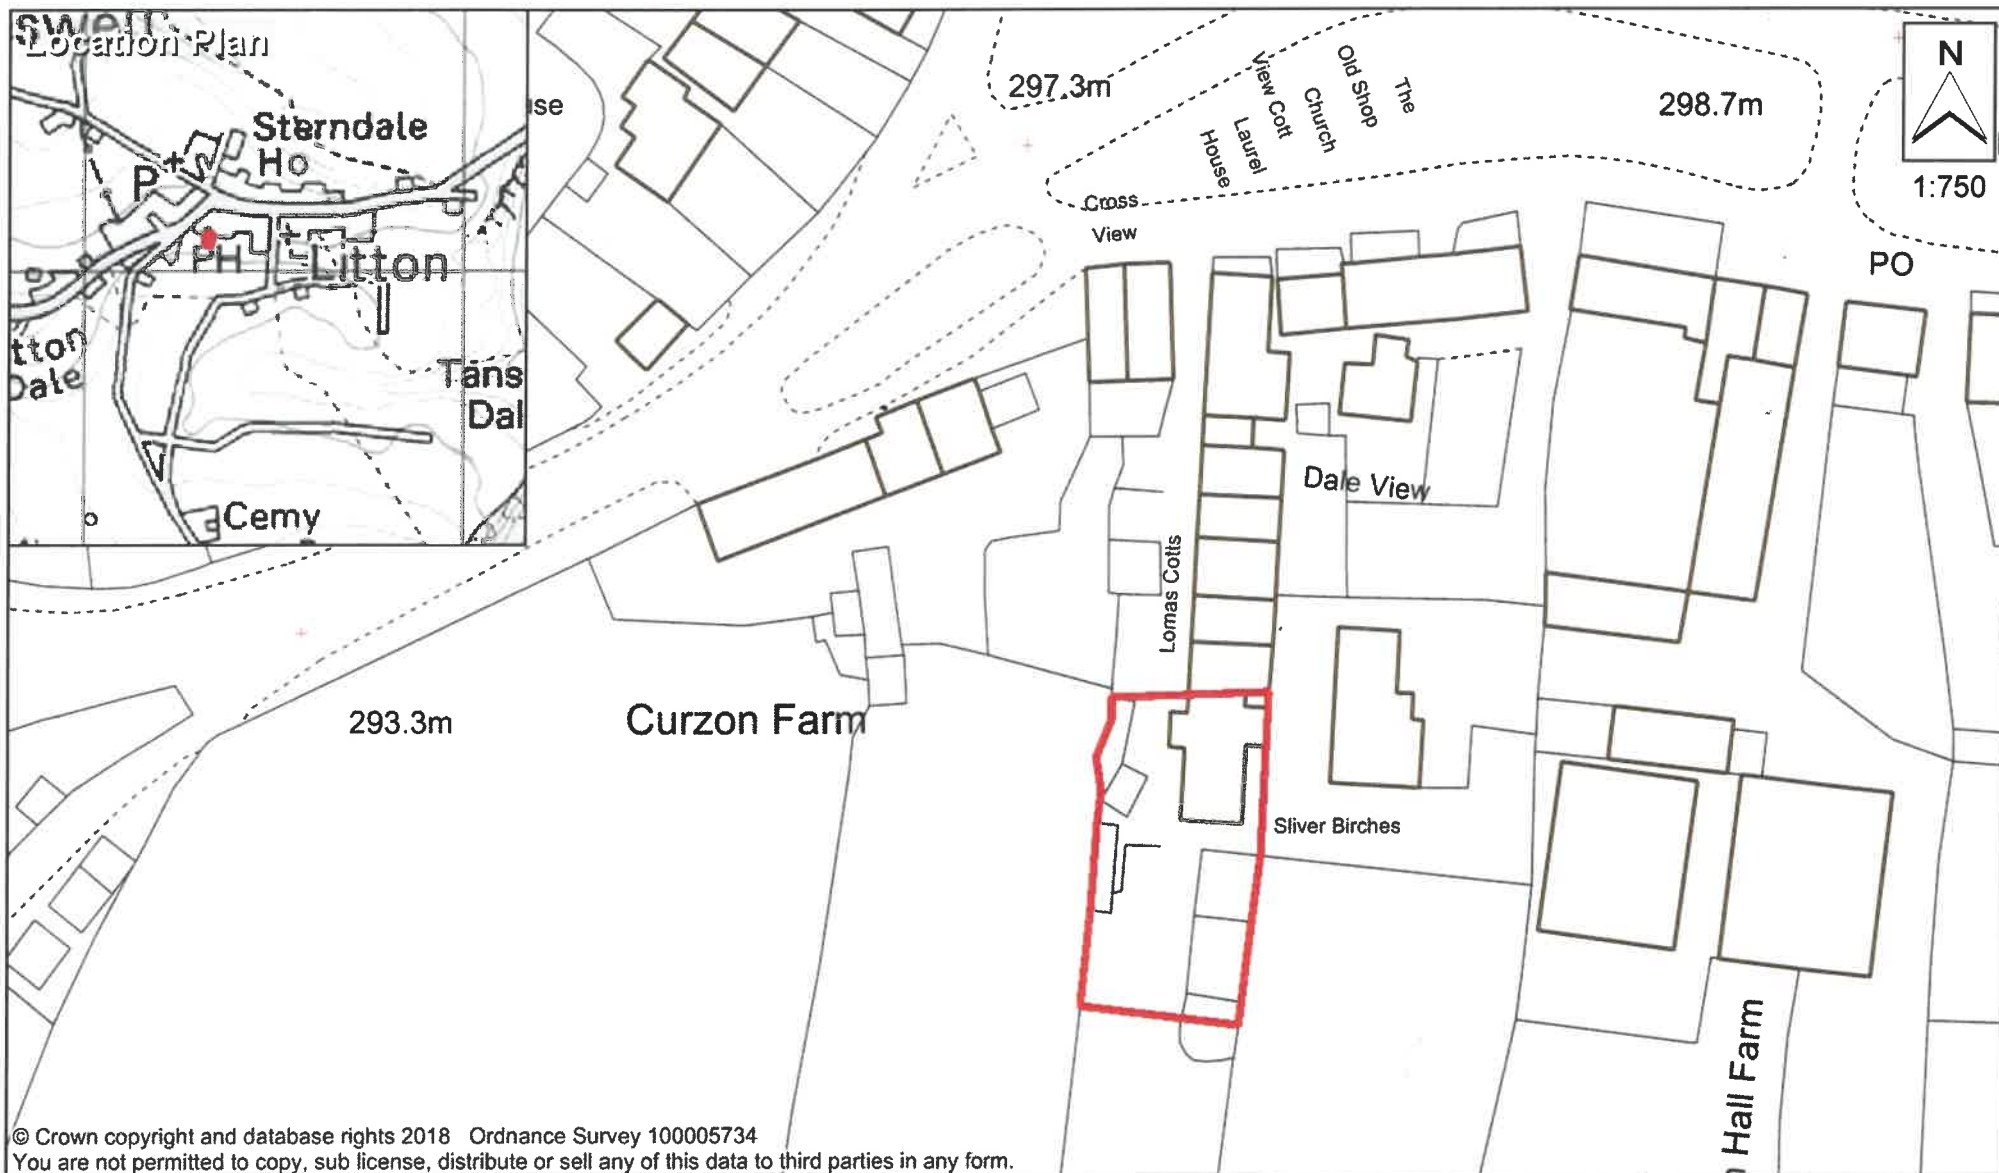 Location Plan
Sterndale
Ho
P
PH
Litton
Dale
Tans
Dal
Cemy
297.3m
The
Old Shop
Church
View Cott
Laurel
House
298.7m
N
1:750
Cross
View
PO
Dale View
Lomas Cotts
293.3m
Curzon Farm
Sliver Birches
Hall Farm
© Crown copyright and database rights 2018 Ordnance Survey 100005734
You are not permitted to copy, sub license, distribute or sell any of this data to third parties in any form.